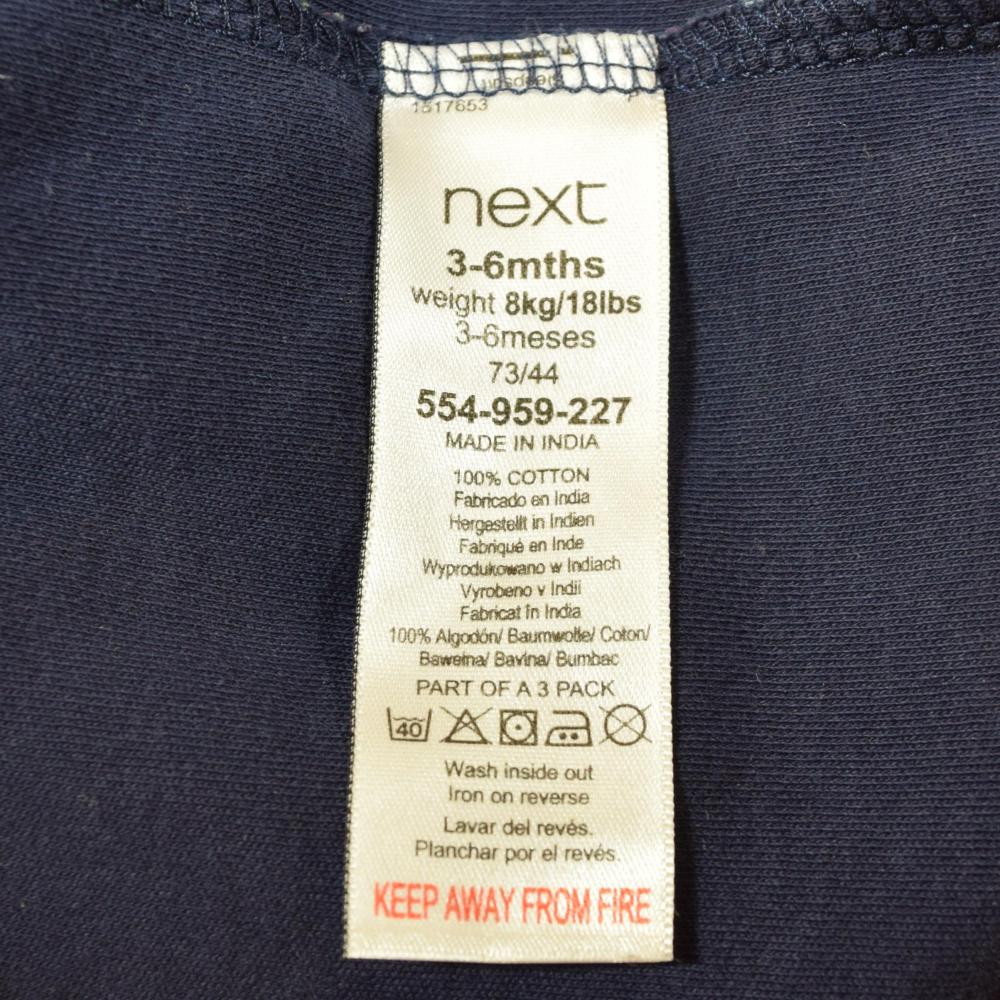 1517653
next
3-6mths
weight 8kg/18lbs
3-6meses
73/44
554-959-227
MADE IN INDIA
100% COTTON
Fabricado en India
Hergestellt in Indien
Fabriqué en Inde
Wyprodukowano w Indiach
Vyrobeno v Indii
Fabricat în India
100% Algodón/ Baumwolle/ Coton/
Bawełna/ Bavlna/ Bumbac
PART OF A 3 PACK
40
Wash inside out
Iron on reverse
Lavar del revés.
Planchar por el revés.
KEEP AWAY FROM FIRE